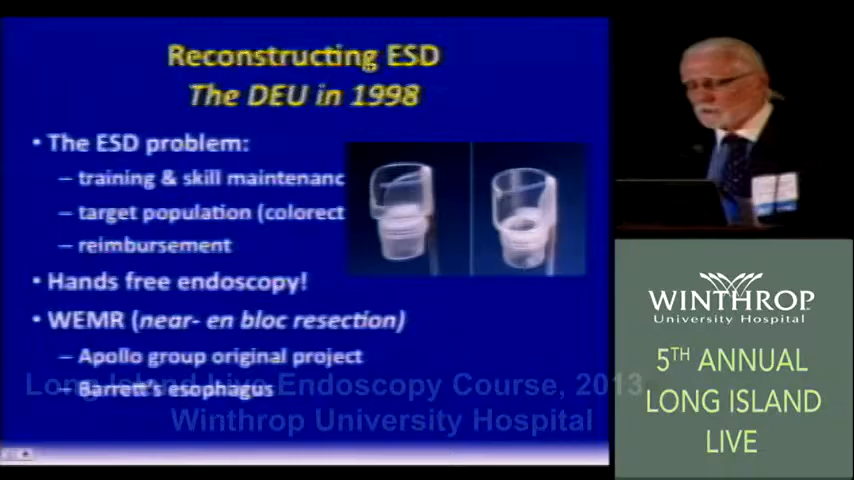 Reconstructing ESD
The DEU in 1998
• The ESD problem:
– training & skill maintenanc
– target population (colorect
– reimbursement
• Hands free endoscopy!
• WEMR (near- en bloc resection)
– Apollo group original project
– Barrett's esophagus
Long Island Live Endoscopy Course, 2013,
Winthrop University Hospital
WINTHROP
University Hospital
5TH ANNUAL
LONG ISLAND
LIVE